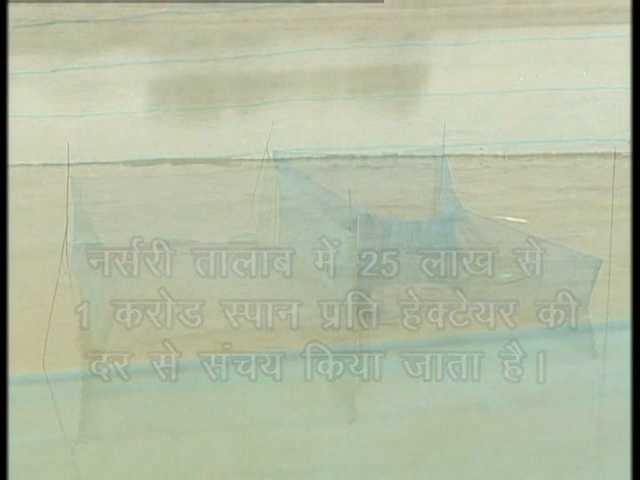 नर्सरी तालाब में 25 लाख से
1 करोड स्पान प्रति हेक्टेयर की
दर से संचय किया जाता है।